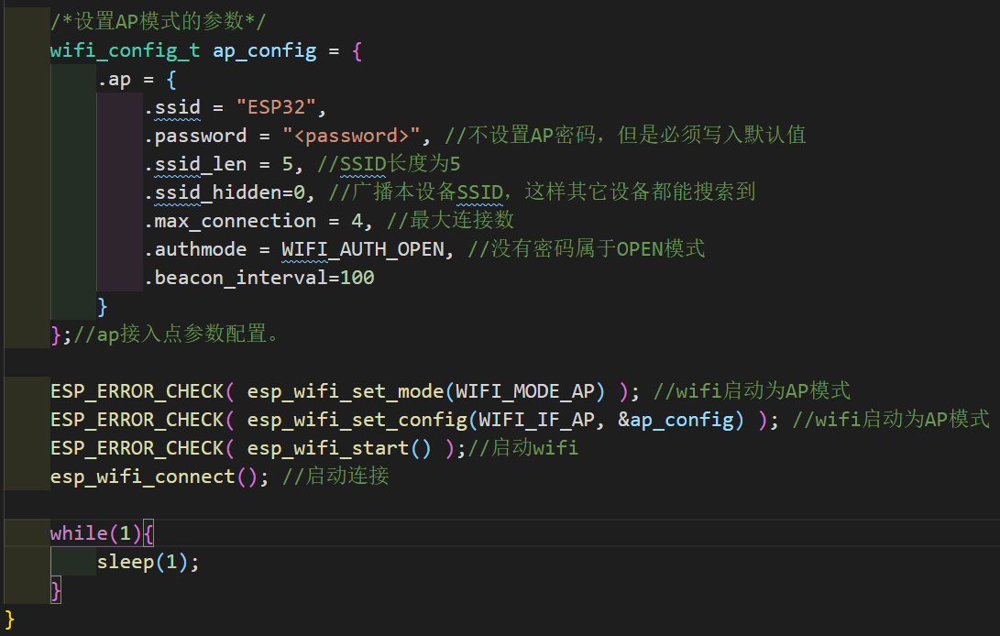 /*设置AP模式的参数*/
wifi_config_t ap_config = {
.ap = {
.ssid = "ESP32",
.password = "<password>", //不设置AP密码，但是必须写入默认值
.ssid_len = 5, //SSID长度为5
.ssid_hidden=0, //广播本设备SSID，这样其它设备都能搜索到
.max_connection = 4, //最大连接数
.authmode = WIFI_AUTH_OPEN, //没有密码属于OPEN模式
.beacon_interval=100
}
};//ap接入点参数配置。
ESP_ERROR_CHECK( esp_wifi_set_mode(WIFI_MODE_AP) ); //wifi启动为AP模式
ESP_ERROR_CHECK( esp_wifi_set_config(WIFI_IF_AP, &ap_config) ); //wifi启动为AP模式
ESP_ERROR_CHECK( esp_wifi_start() );//启动wifi
esp_wifi_connect(); //启动连接
while(1){
sleep(1);
}
}